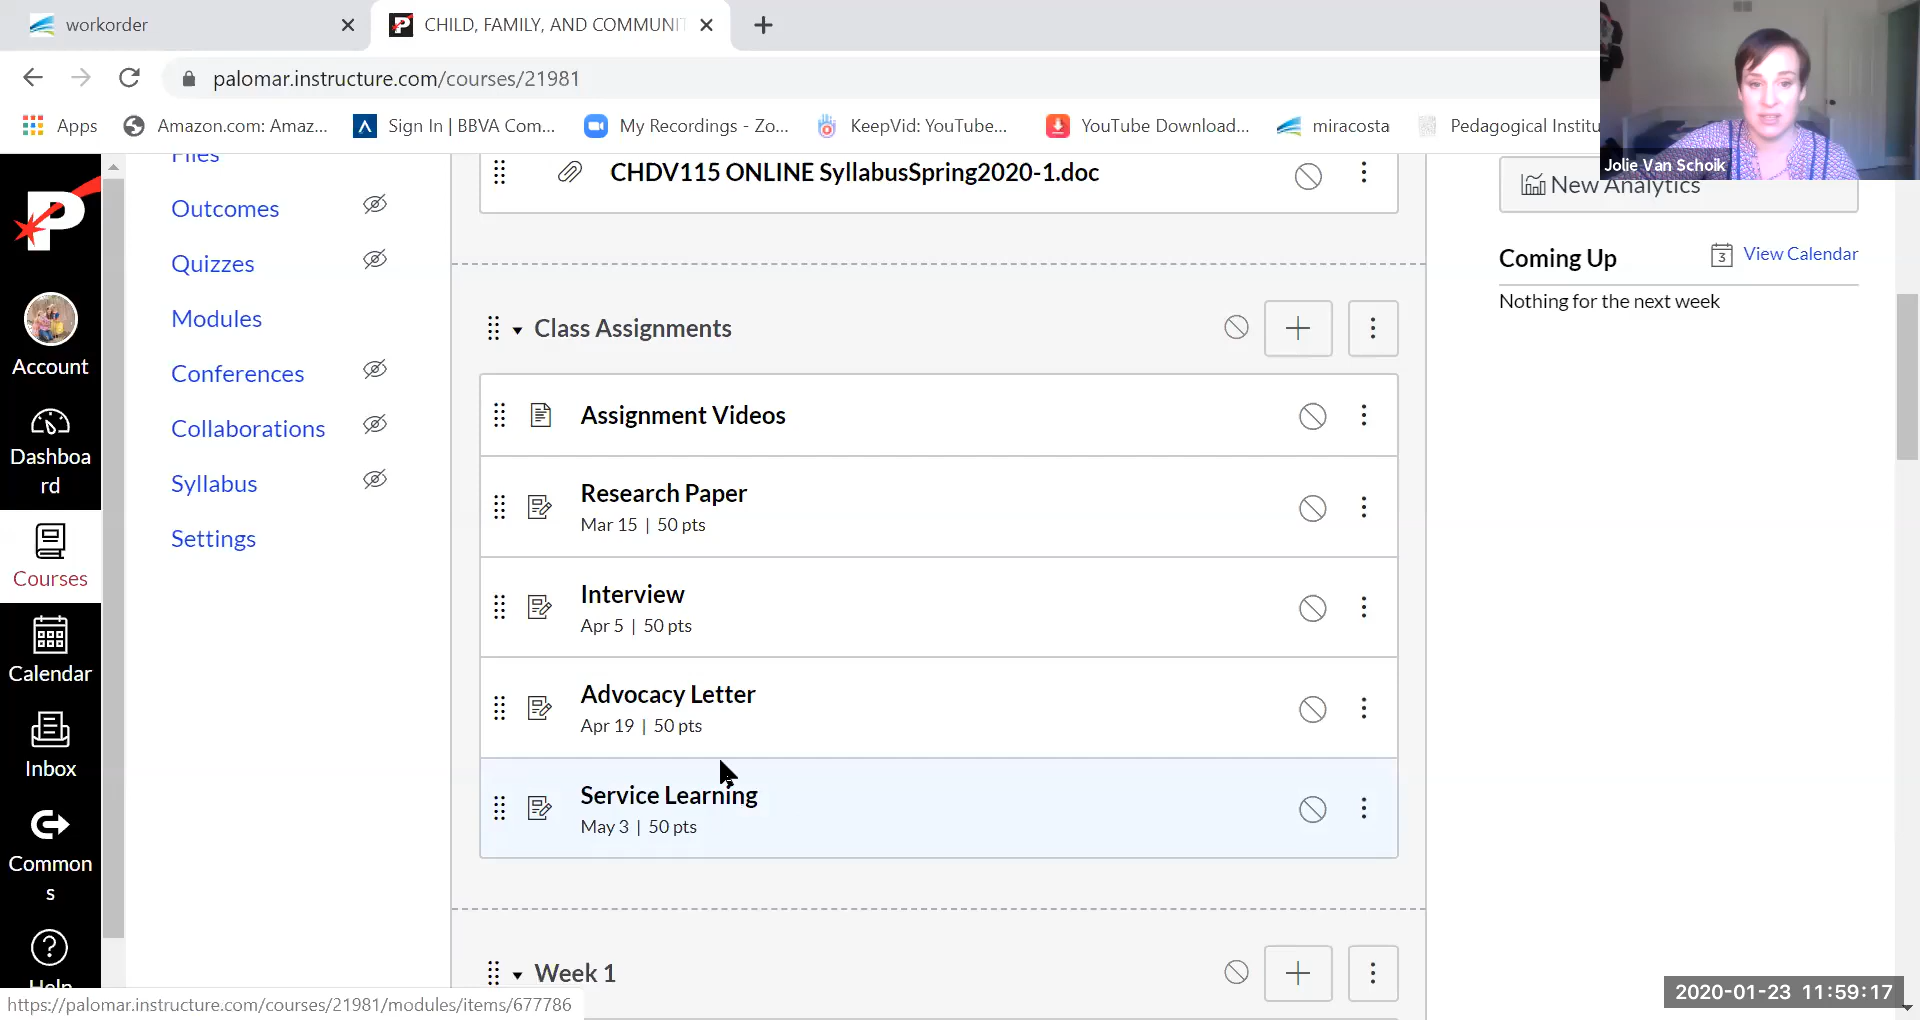 workorder
CHILD, FAMILY, AND COMMUNIT
palomar.instructure.com/courses/21981
Apps
Amazon.com: Amaz...
Sign In | BBVA Com...
My Recordings - Zo...
KeepVid: YouTube...
YouTube Download...
miracosta
Pedagogical Institu
Jolie Van Schoik
P
Account
Dashboa
rd
Courses
Calendar
Inbox
Common
s
Help
Files
Outcomes
Quizzes
Modules
Conferences
Collaborations
Syllabus
Settings
CHDV115 ONLINE SyllabusSpring2020-1.doc
Class Assignments
Assignment Videos
Research Paper
Mar 15 | 50 pts
Interview
Apr 5 | 50 pts
Advocacy Letter
Apr 19 | 50 pts
Service Learning
May 3 | 50 pts
Week 1
New Analytics
Coming Up
3 View Calendar
Nothing for the next week
https://palomar.instructure.com/courses/21981/modules/items/677786
2020-01-23 11:59:17